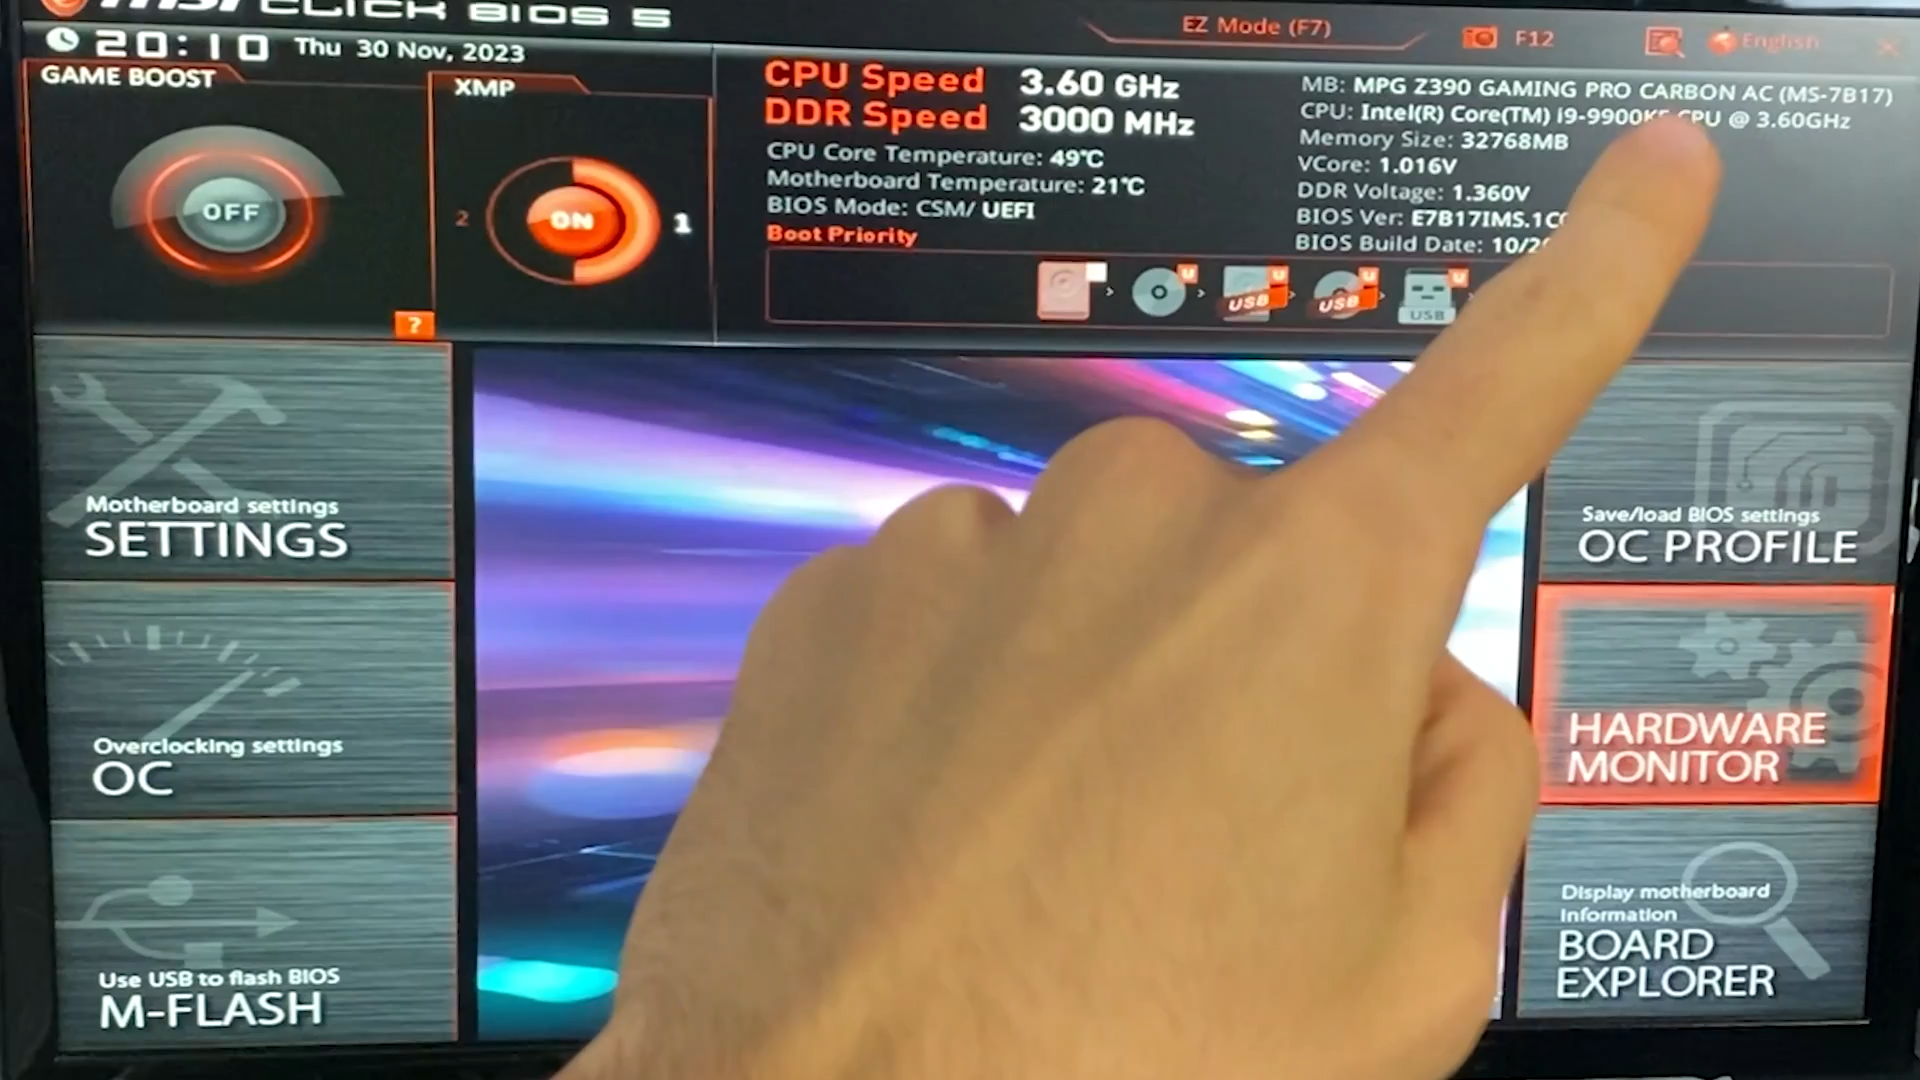 msi CLICK BIOS 5
EZ Mode (F7)
F12
English
20:10 Thu 30 Nov, 2023
GAME BOOST
OFF
?
XMP
2
ON
1
CPU Speed 3.60 GHz
DDR Speed 3000 MHz
CPU Core Temperature: 49℃
Motherboard Temperature: 21℃
BIOS Mode: CSM/ UEFI
Boot Priority
MB: MPG Z390 GAMING PRO CARBON AC (MS-7B17)
CPU: Intel(R) Core(TM) i9-9900KF CPU @ 3.60GHz
Memory Size: 32768MB
VCore: 1.016V
DDR Voltage: 1.360V
BIOS Ver: E7B17IMS.1C
BIOS Build Date: 10/2
U
U
USB
U
USB
U
USB
Motherboard settings
SETTINGS
Overclocking settings
OC
Use USB to flash BIOS
M-FLASH
Save/load BIOS settings
OC PROFILE
HARDWARE
MONITOR
Display motherboard
Information
BOARD
EXPLORER